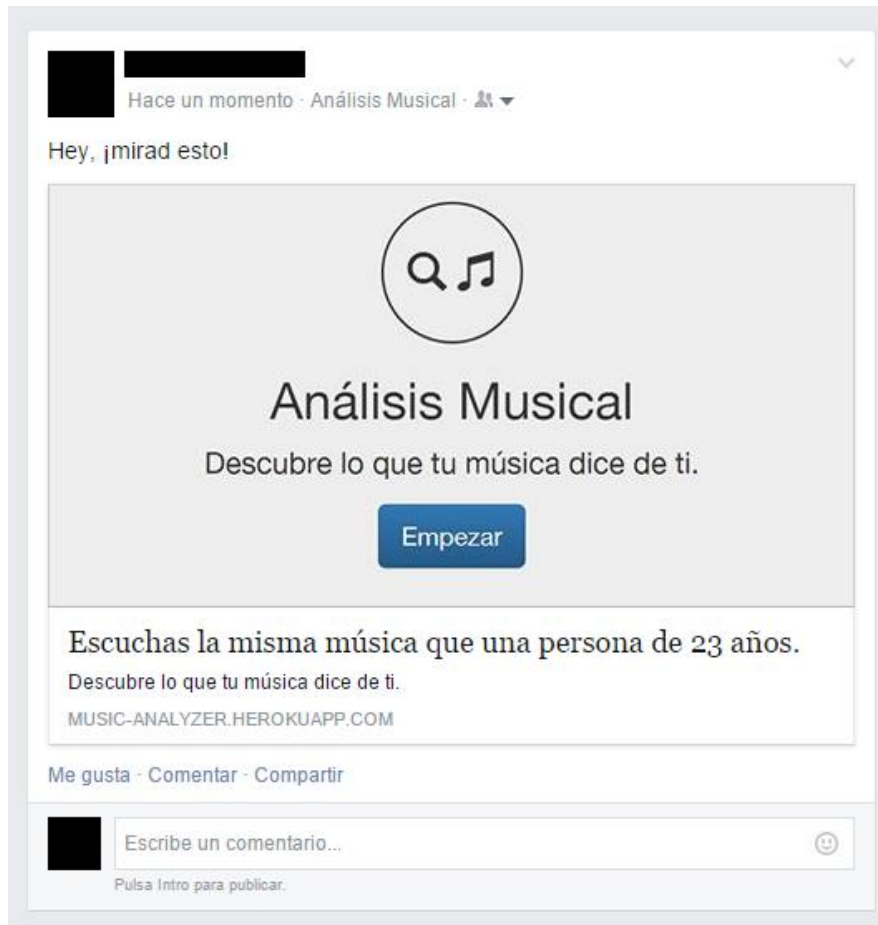 Hace un momento · Análisis Musical ·
Hey, ¡mirad esto!
Análisis Musical
Descubre lo que tu música dice de ti.
Empezar
Escuchas la misma música que una persona de 23 años.
Descubre lo que tu música dice de ti.
MUSIC-ANALYZER.HEROKUAPP.COM
Me gusta · Comentar · Compartir
Escribe un comentario...
Pulsa Intro para publicar.